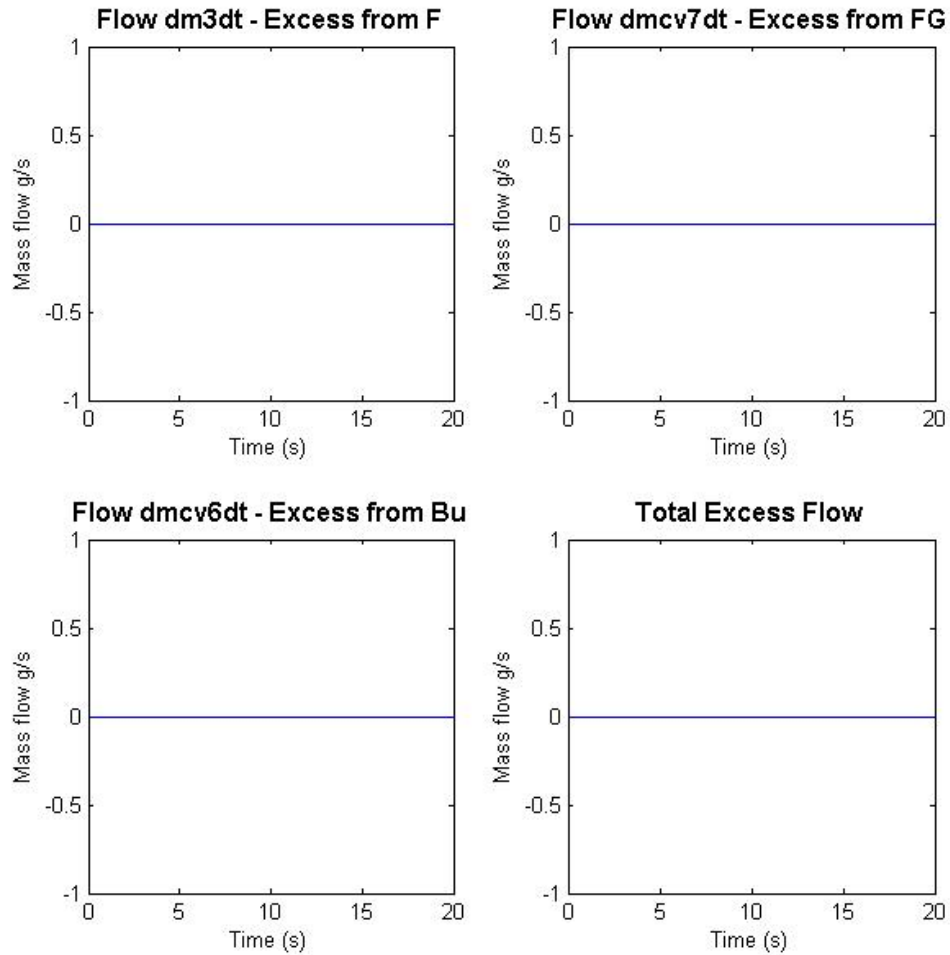 Flow dm3dt - Excess from F
1
0.5
0
-0.5
-1
Mass flow g/s
0 5 10 15 20
Time (s)
Flow dmcv7dt - Excess from FG
1
0.5
0
-0.5
-1
Mass flow g/s
0 5 10 15 20
Time (s)
Flow dmcv6dt - Excess from Bu
1
0.5
0
-0.5
-1
Mass flow g/s
0 5 10 15 20
Time (s)
Total Excess Flow
1
0.5
0
-0.5
-1
Mass flow g/s
0 5 10 15 20
Time (s)